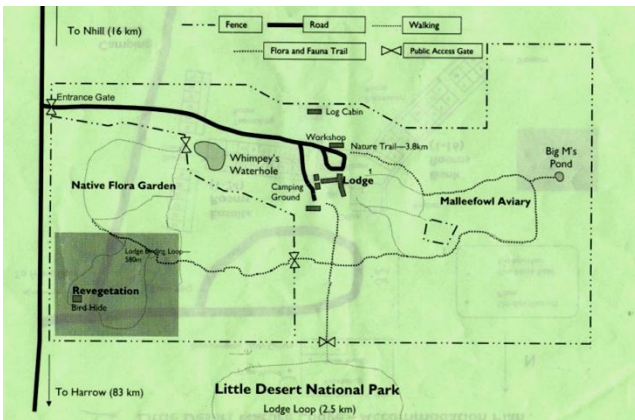 To Nhill (16 km)
Fence
Road
Walking
Flora and Fauna Trail
Public Access Gate
Entrance Gate
Log Cabin
Workshop
Nature Trail—3.8km
Whimpey's
Waterhole
Big M's
Pond
Native Flora Garden
Lodge
Camping
Ground
Malleefowl Aviary
Lodge Birding Loop
580m
Revegetation
Bird Hide
To Harrow (83 km)
Little Desert National Park
Lodge Loop (2.5 km)